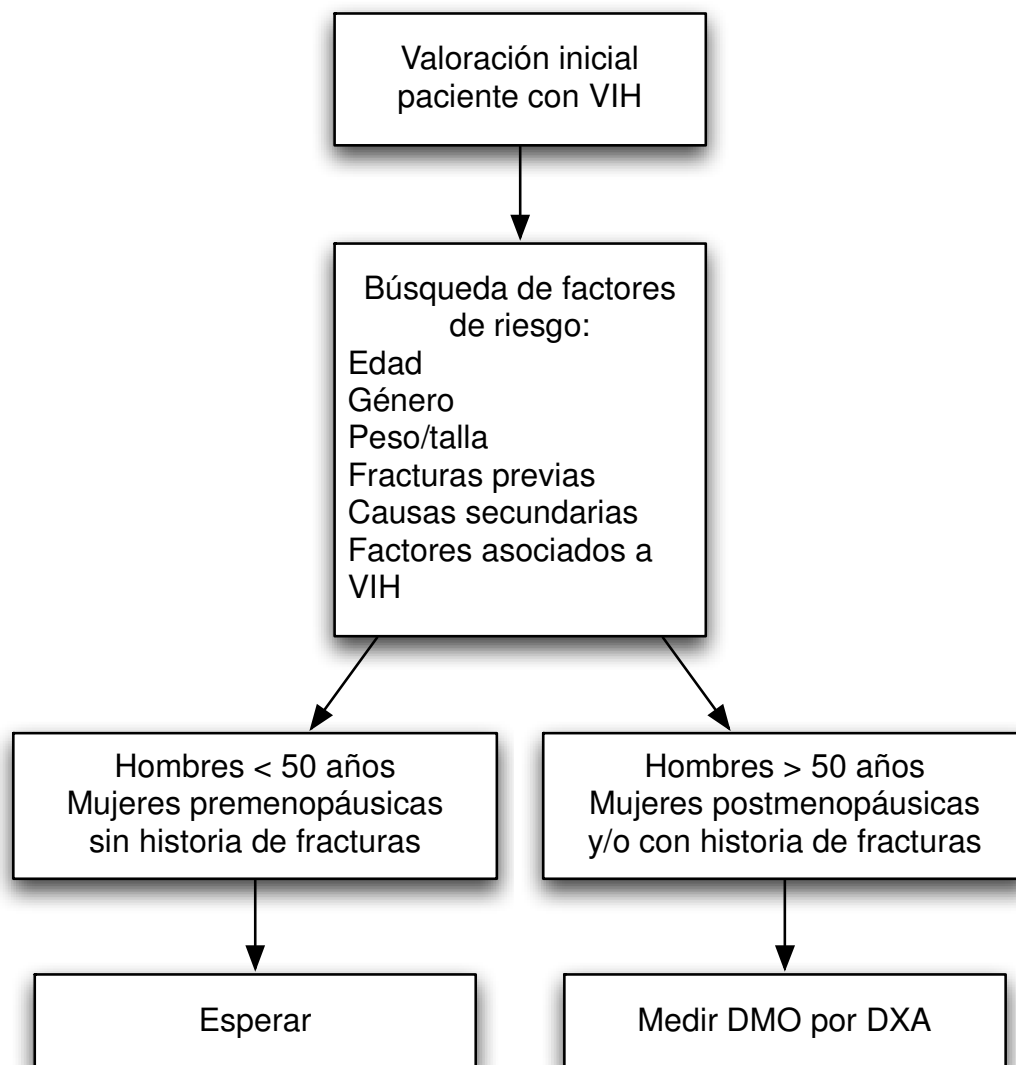 Valoración inicial
paciente con VIH
Búsqueda de factores
de riesgo:
Edad
Género
Peso/talla
Fracturas previas
Causas secundarias
Factores asociados a
VIH
Hombres < 50 años
Mujeres premenopáusicas
sin historia de fracturas
Hombres > 50 años
Mujeres postmenopáusicas
y/o con historia de fracturas
Esperar
Medir DMO por DXA